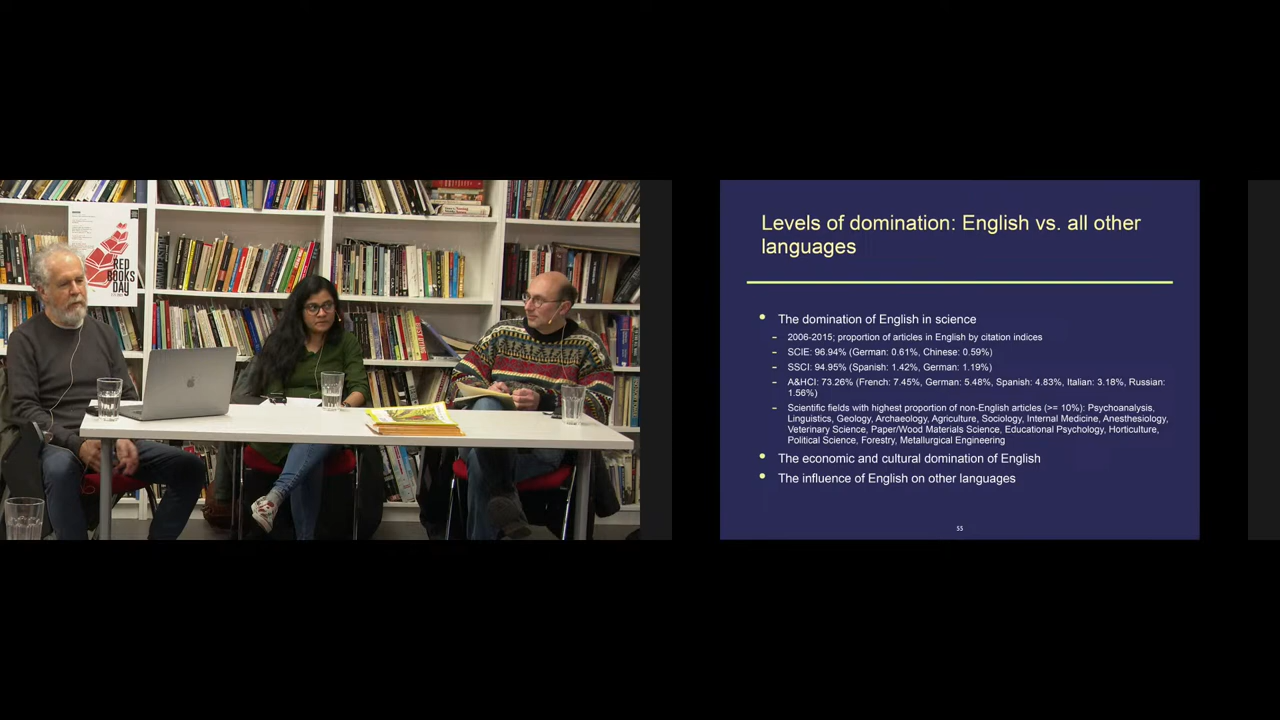 RED
BOOKS
DAY
Levels of domination: English vs. all other
languages
The domination of English in science
2006-2015; proportion of articles in English by citation indices
SCIE: 96.94% (German: 0.61%, Chinese: 0.59%)
SSCI: 94.95% (Spanish: 1.42%, German: 1.19%)
A&HCI: 73.26% (French: 7.45%, German: 5.48%, Spanish: 4.83%, Italian: 3.18%, Russian:
1.56%)
Scientific fields with highest proportion of non-English articles (>= 10%): Psychoanalysis,
Linguistics, Geology, Archaeology, Agriculture, Sociology, Internal Medicine, Anesthesiology,
Veterinary Science, Paper/Wood Materials Science, Educational Psychology, Horticulture,
Political Science, Forestry, Metallurgical Engineering
The economic and cultural domination of English
The influence of English on other languages